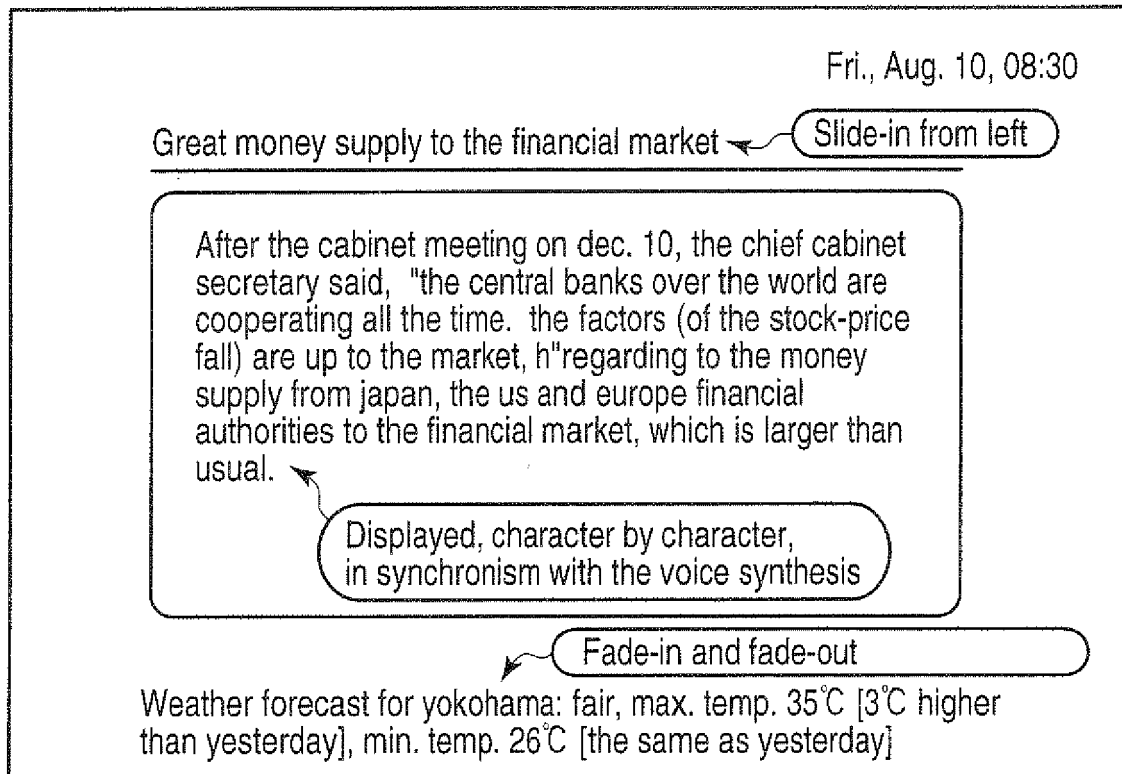 Fri., Aug. 10, 08:30
Great money supply to the financial market
Slide-in from left
After the cabinet meeting on dec. 10, the chief cabinet
secretary said,  "the central banks over the world are
cooperating all the time.  the factors (of the stock-price
fall) are up to the market, h"regarding to the money
supply from japan, the us and europe financial
authorities to the financial market, which is larger than
usual.
Displayed, character by character,
in synchronism with the voice synthesis
Fade-in and fade-out
Weather forecast for yokohama: fair, max. temp. 35℃ [3℃ higher
than yesterday], min. temp. 26℃ [the same as yesterday]